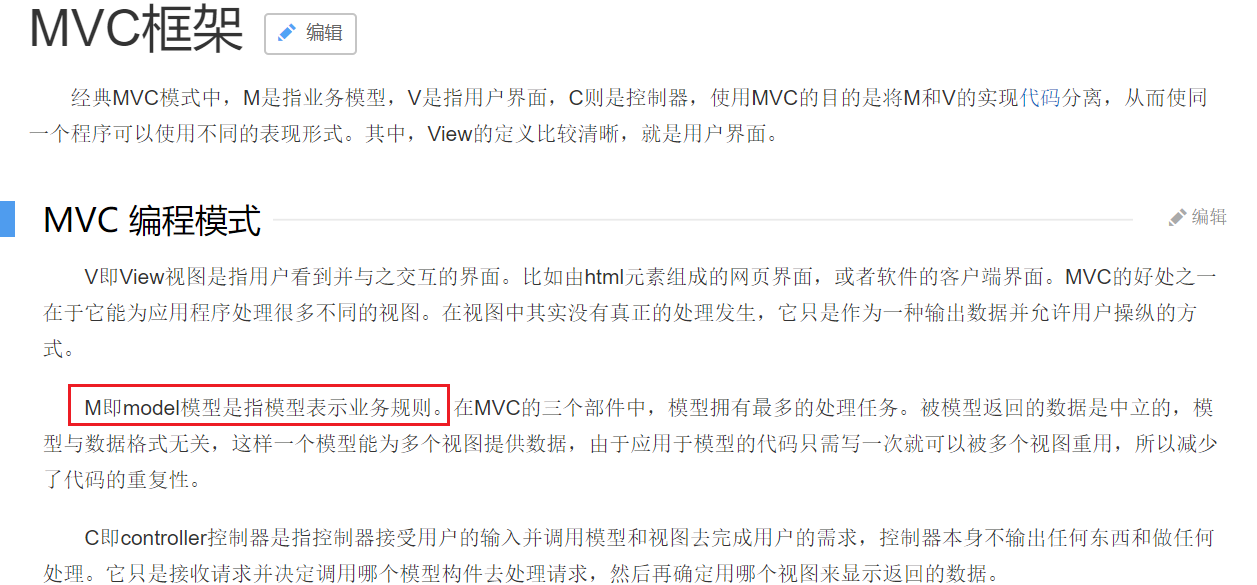 MVC框架 编辑
经典MVC模式中，M是指业务模型，V是指用户界面，C则是控制器，使用MVC的目的是将M和V的实现代码分离，从而使同
一个程序可以使用不同的表现形式。其中，View的定义比较清晰，就是用户界面。
MVC 编程模式 编辑
V即View视图是指用户看到并与之交互的界面。比如由html元素组成的网页界面，或者软件的客户端界面。MVC的好处之一
在于它能为应用程序处理很多不同的视图。在视图中其实没有真正的处理发生，它只是作为一种输出数据并允许用户操纵的方
式。
M即model模型是指模型表示业务规则。在MVC的三个部件中，模型拥有最多的处理任务。被模型返回的数据是中立的，模
型与数据格式无关，这样一个模型能为多个视图提供数据，由于应用于模型的代码只需写一次就可以被多个视图重用，所以减少
了代码的重复性。
C即controller控制器是指控制器接受用户的输入并调用模型和视图去完成用户的需求，控制器本身不输出任何东西和做任何
处理。它只是接收请求并决定调用哪个模型构件去处理请求，然后再确定用哪个视图来显示返回的数据。